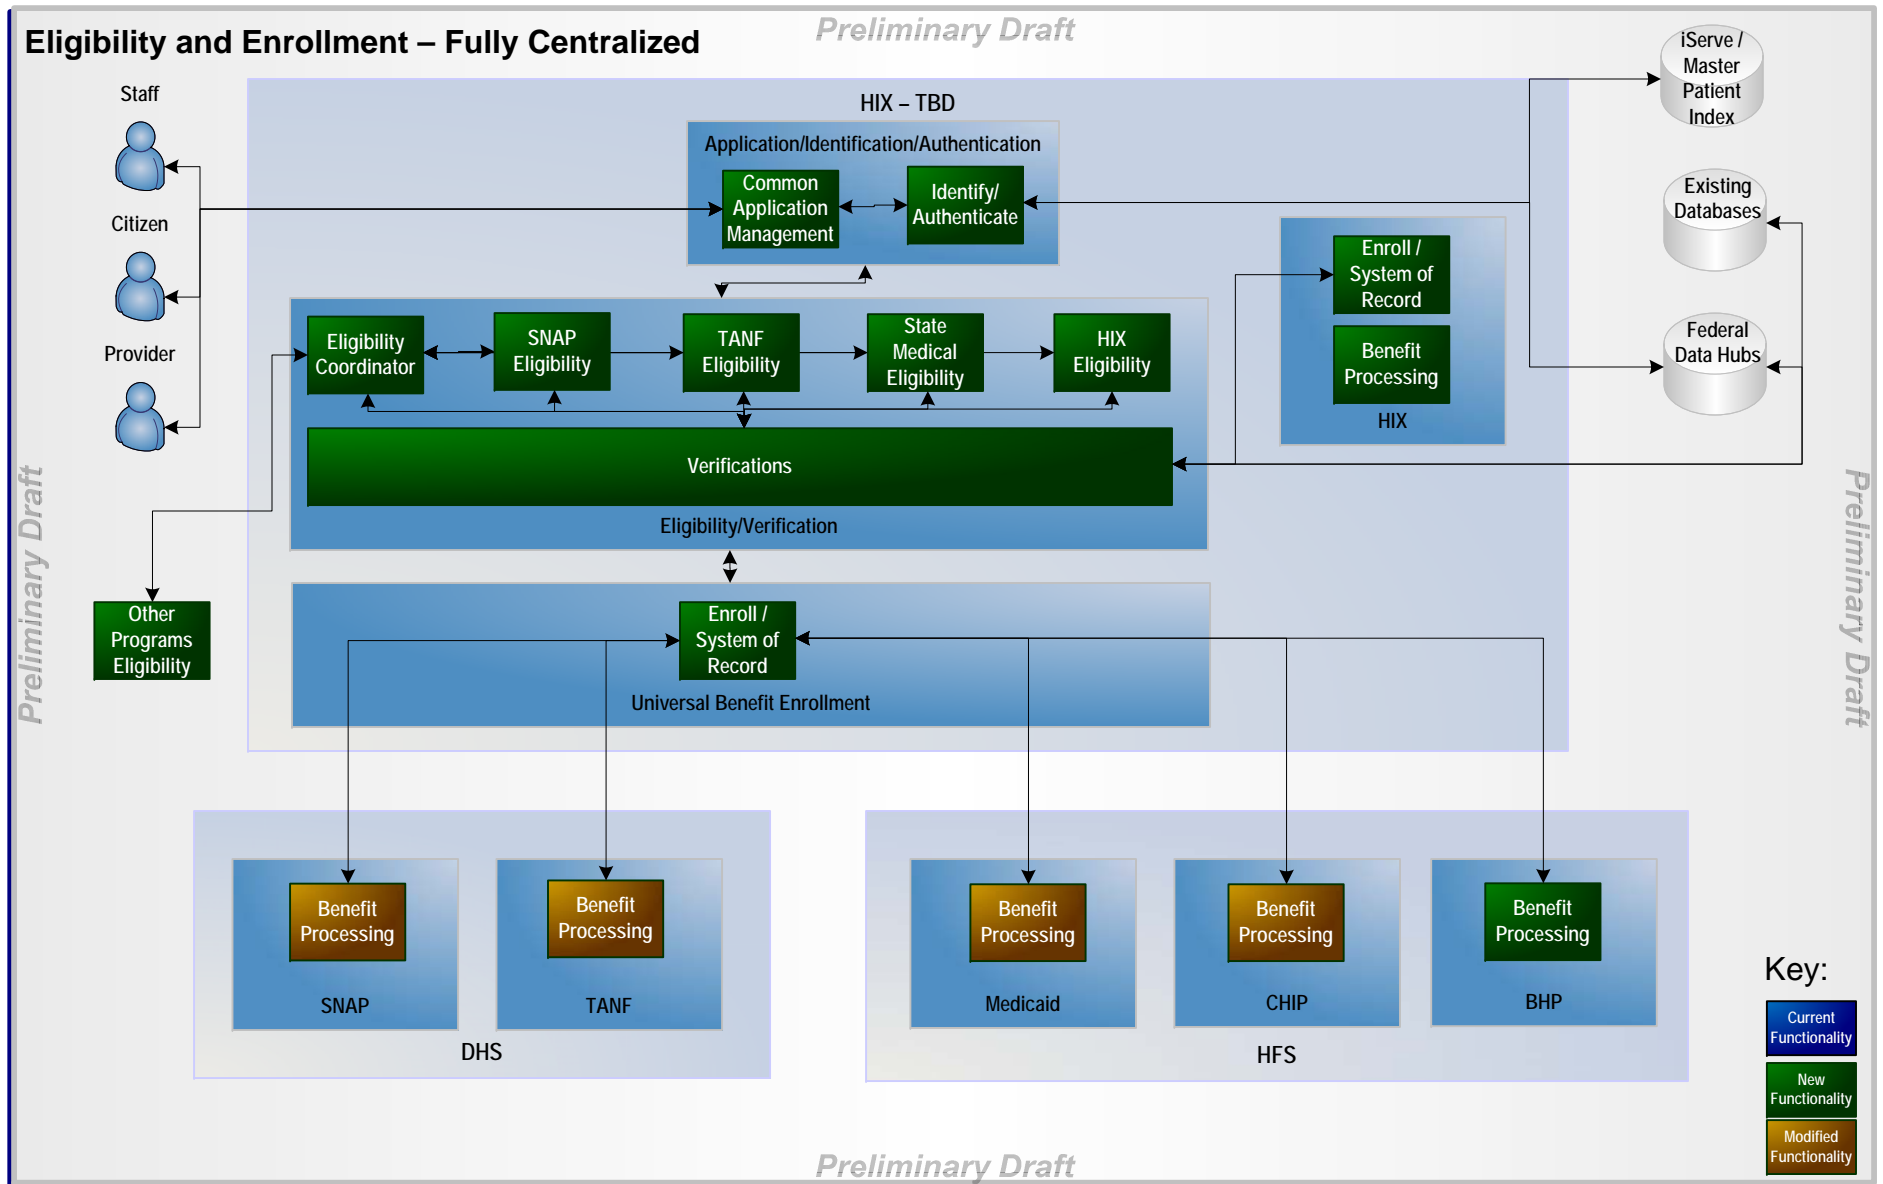 Preliminary Draft
Eligibility and Enrollment – Fully Centralized
Staff
Citizen
Provider
HIX – TBD
Application/Identification/Authentication
Common
Application
Management
Identify/
Authenticate
iServe /
Master
Patient
Index
Existing
Databases
Federal
Data Hubs
Enroll /
System of
Record
Benefit
Processing
HIX
Eligibility
Coordinator
SNAP
Eligibility
TANF
Eligibility
State
Medical
Eligibility
HIX
Eligibility
Verifications
Eligibility/Verification
Preliminary Draft
Preliminary Draft
Other
Programs
Eligibility
Enroll /
System of
Record
Universal Benefit Enrollment
Benefit
Processing
SNAP
Benefit
Processing
TANF
DHS
Benefit
Processing
Medicaid
Benefit
Processing
CHIP
Benefit
Processing
BHP
HFS
Key:
Current
Functionality
New
Functionality
Modified
Functionality
Preliminary Draft